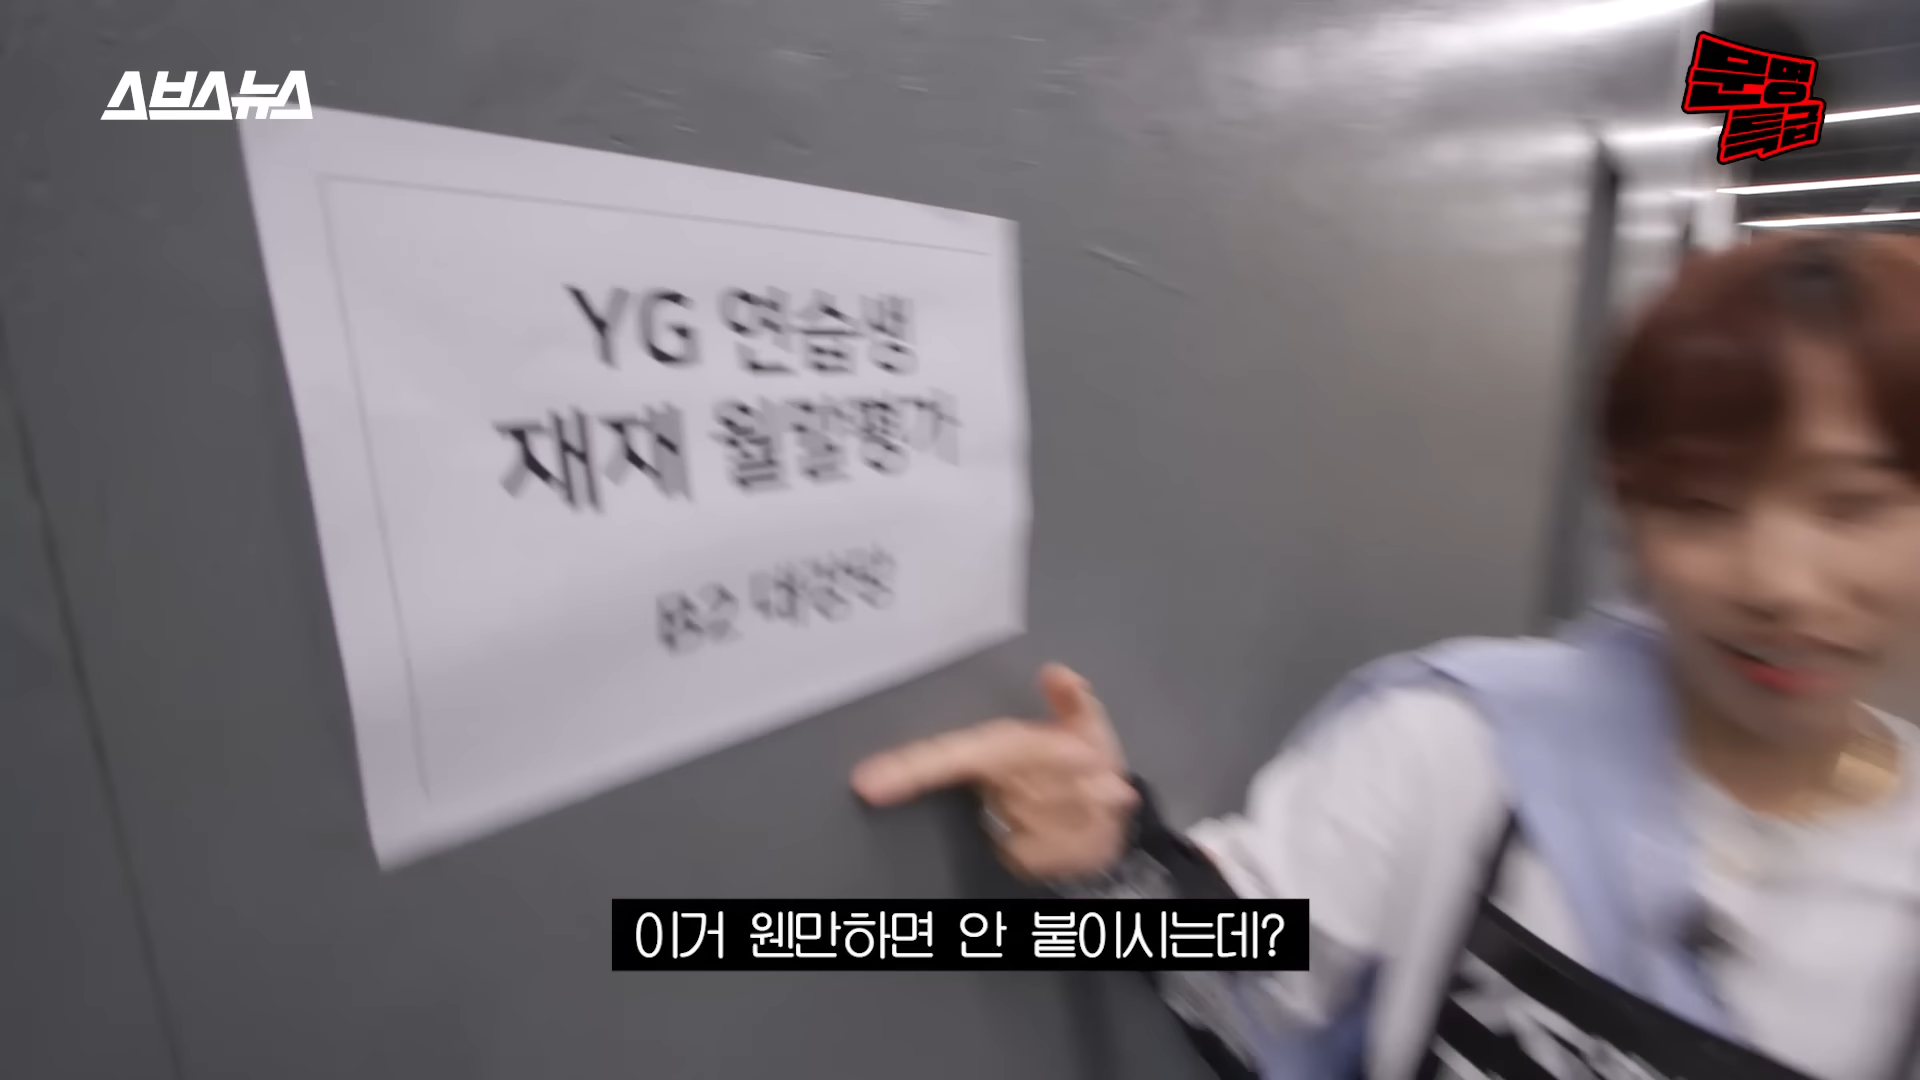 스브스뉴스
문명
특급
YG 연습생
재재 월말평가
이거 웬만하면 안 붙이시는데?